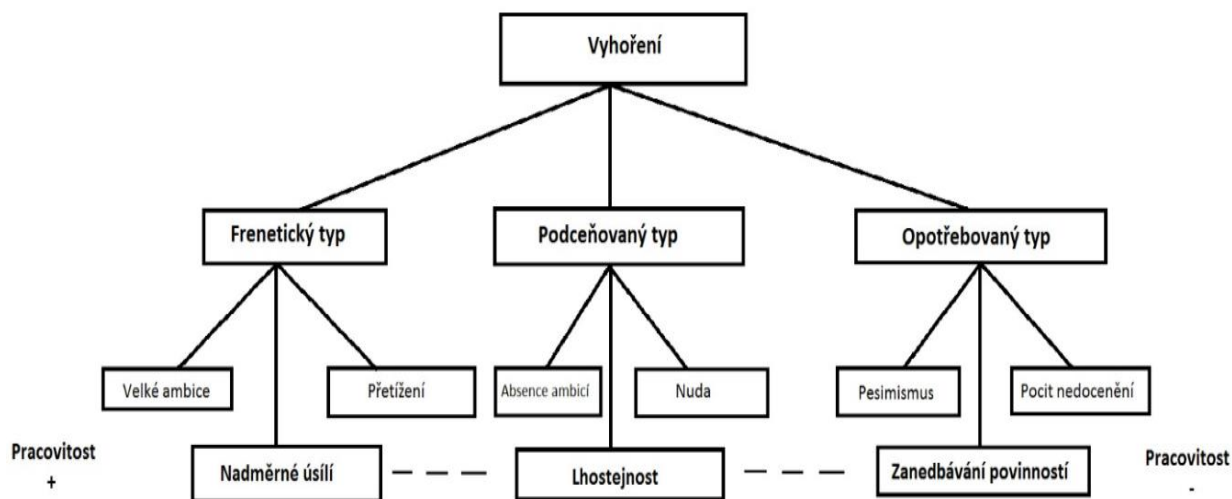 Vyhoření
Frenetický typ
Podceňovaný typ
Opotřebovaný typ
Velké ambice
Přetížení
Absence ambicí
Nuda
Pesimismus
Pocit nedocenění
Pracovitost
+
Nadměrné úsílí
Lhostejnost
Zanedbávání povinností
Pracovitost
-